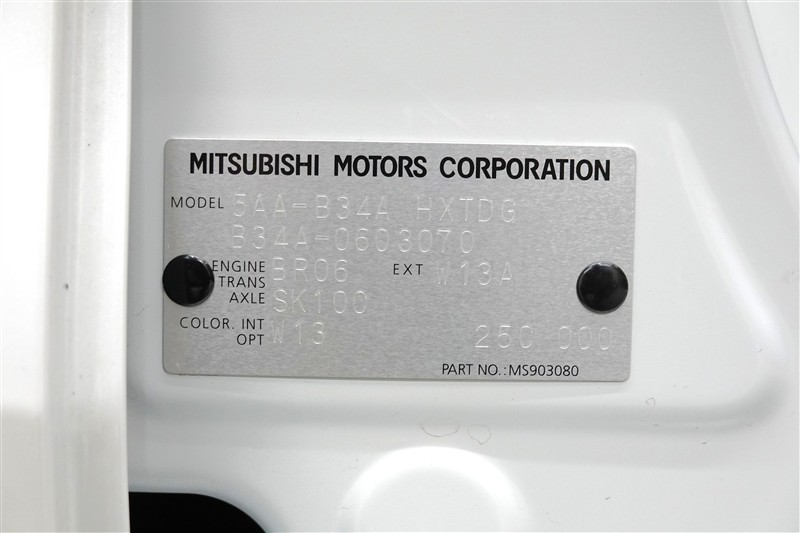 MITSUBISHI MOTORS CORPORATION
MODEL 5AA-B34A HXTDG
B34A-0603070
ENGINE BR06 EXT W13A
TRANS
AXLE SK100
COLOR. INT W13 250 000
OPT
PART NO.:MS903080